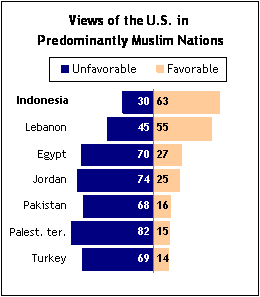 Views of the U.S. in
Predominantly Muslim Nations
Unfavorable Favorable
Indonesia 30 63
Lebanon 45 55
Egypt 70 27
Jordan 74 25
Pakistan 68 16
Palest. ter. 82 15
Turkey 69 14